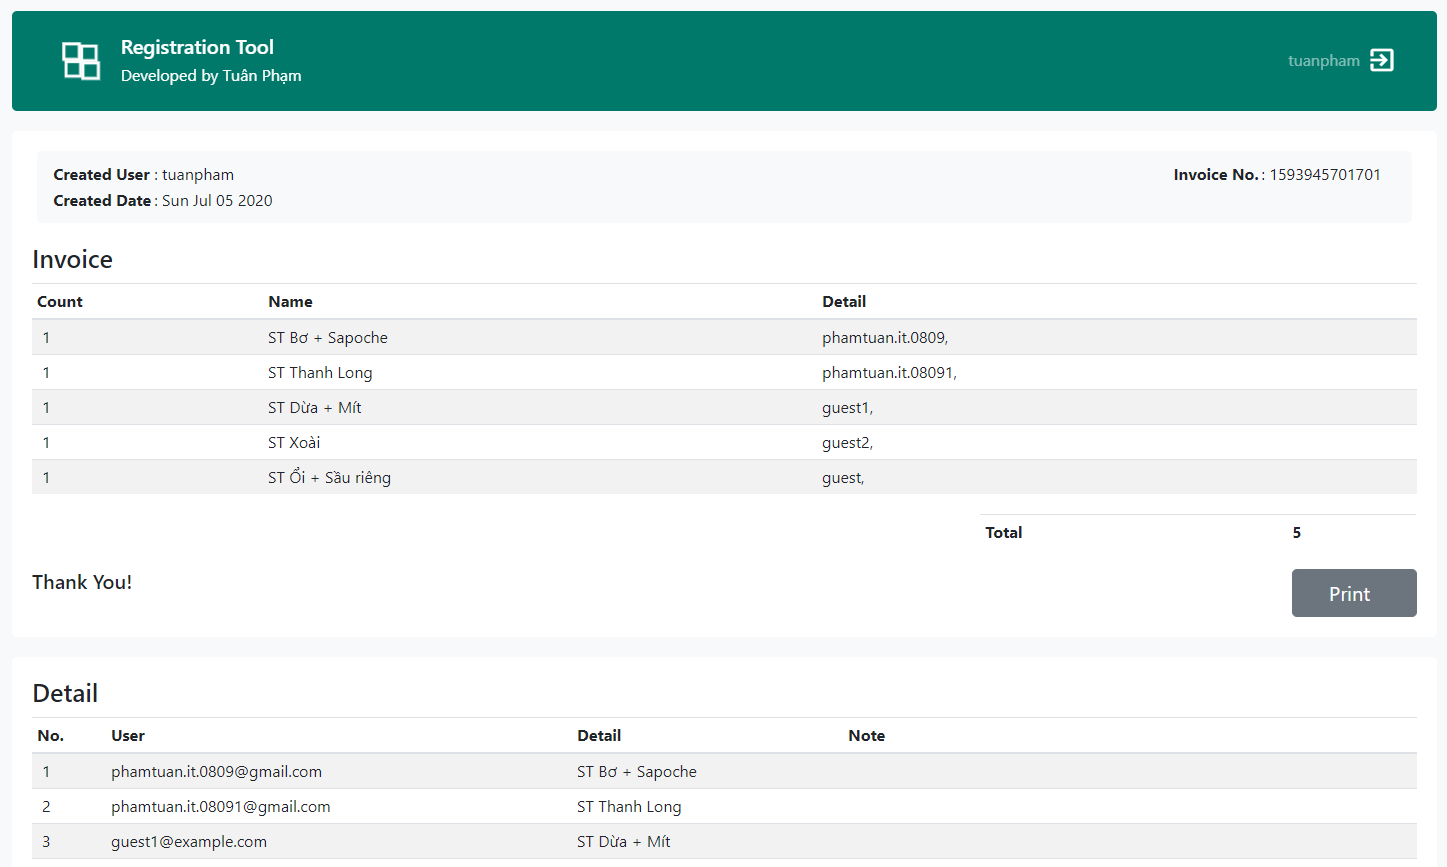 Registration Tool
Developed by Tuân Phạm
tuanpham
Created User : tuanpham
Invoice No. : 1593945701701
Created Date : Sun Jul 05 2020
Invoice
Count Name Detail
1 ST Bơ + Sapoche phamtuan.it.0809,
1 ST Thanh Long phamtuan.it.08091,
1 ST Dừa + Mít guest1,
1 ST Xoài guest2,
1 ST Ổi + Sầu riêng guest,
Total 5
Thank You!
Print
Detail
No. User Detail Note
1 phamtuan.it.0809@gmail.com ST Bơ + Sapoche
2 phamtuan.it.08091@gmail.com ST Thanh Long
3 guest1@example.com ST Dừa + Mít